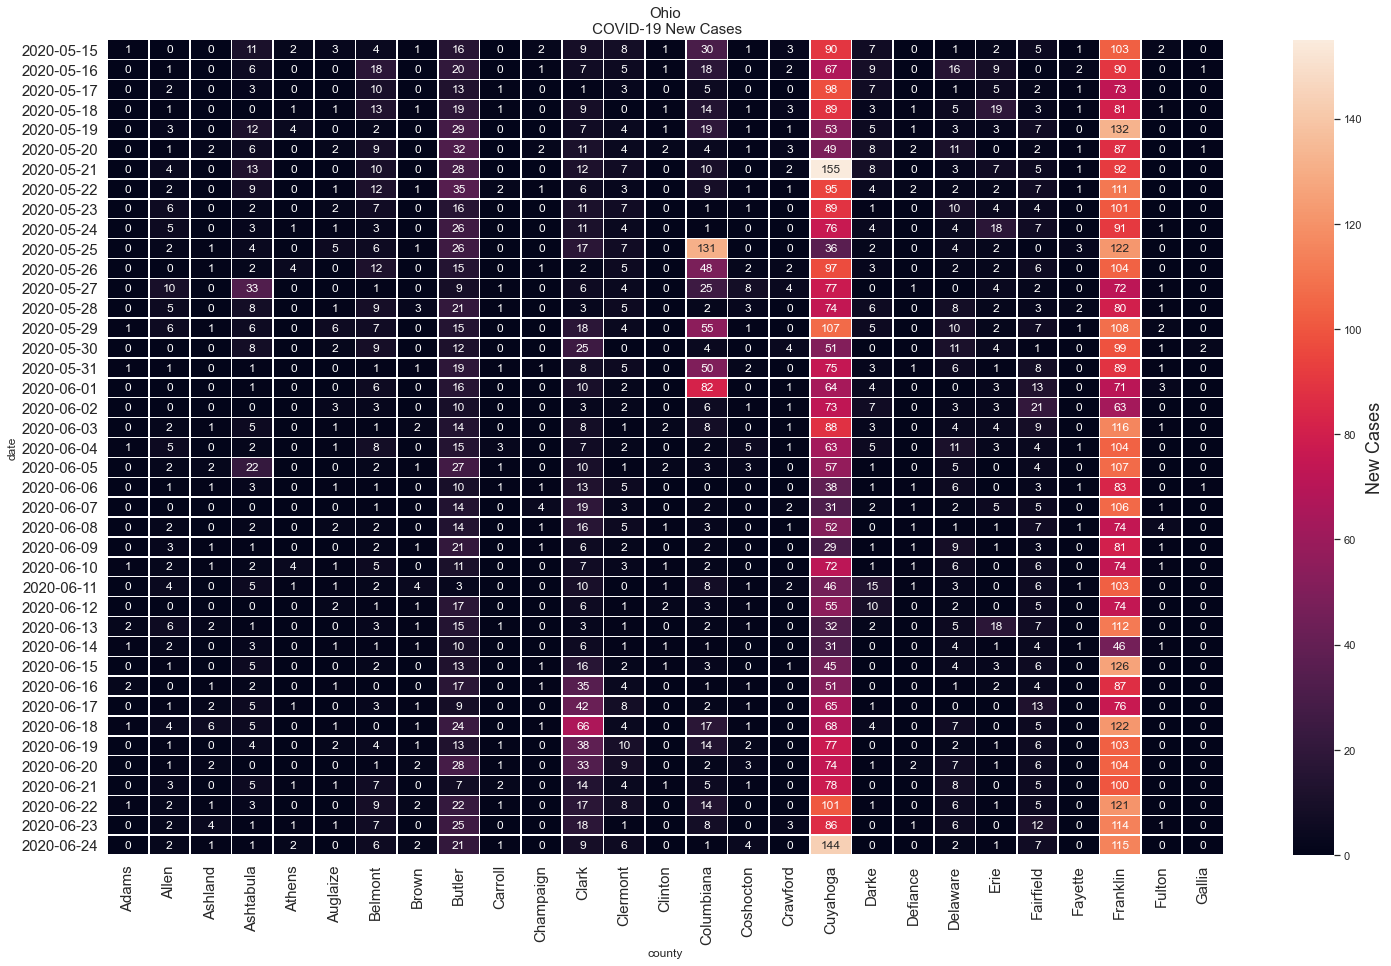 Ohio
COVID-19 New Cases
2020-05-15 1 0 0 11 2 3 4 1 16 0 2 9 8 1 30 1 3 90 7 0 1 2 5 1 103 2 0
2020-05-16 0 1 0 6 0 0 18 0 20 0 1 7 5 1 18 0 2 67 9 0 16 9 0 2 90 0 1
2020-05-17 0 2 0 3 0 0 10 0 13 1 0 1 3 0 5 0 0 98 7 0 1 5 2 1 73 0 0
2020-05-18 0 1 0 0 1 1 13 1 19 1 0 9 0 1 14 1 3 89 3 1 5 19 3 1 81 1 0
2020-05-19 0 3 0 12 4 0 2 0 29 0 0 7 4 1 19 1 1 53 5 1 3 3 7 0 132 0 0
2020-05-20 0 1 2 6 0 2 9 0 32 0 2 11 4 2 4 1 3 49 8 2 11 0 2 1 87 0 1
2020-05-21 0 4 0 13 0 0 10 0 28 0 0 12 7 0 10 0 2 155 8 0 3 7 5 1 92 0 0
2020-05-22 0 2 0 9 0 1 12 1 35 2 1 6 3 0 9 1 1 95 4 2 2 2 7 1 111 0 0
2020-05-23 0 6 0 2 0 2 7 0 16 0 0 11 7 0 1 1 0 89 1 0 10 4 4 0 101 0 0
2020-05-24 0 5 0 3 1 1 3 0 26 0 0 11 4 0 1 0 0 76 4 0 4 18 7 0 91 1 0
2020-05-25 0 2 1 4 0 5 6 1 26 0 0 17 7 0 131 0 0 36 2 0 4 2 0 3 122 0 0
2020-05-26 0 0 1 2 4 0 12 0 15 0 1 2 5 0 48 2 2 97 3 0 2 2 6 0 104 1 0
2020-05-27 0 10 0 33 0 0 1 0 9 1 0 6 4 0 25 8 4 77 0 1 0 4 2 0 72 1 0
2020-05-28 0 5 0 8 0 1 9 3 21 1 0 3 5 0 2 3 0 74 6 0 8 2 3 2 80 1 0
2020-05-29 1 6 1 6 0 6 7 0 15 0 0 18 4 0 55 1 0 107 5 0 10 2 7 1 108 2 0
2020-05-30 0 0 0 8 0 2 9 0 12 0 0 25 0 0 4 0 4 51 0 0 11 4 1 0 99 1 2
2020-05-31 1 1 0 1 0 0 1 1 19 1 1 8 5 0 50 2 0 75 3 1 6 1 8 0 89 1 0
2020-06-01 0 0 0 1 0 0 6 0 16 0 0 10 2 0 82 0 1 64 4 0 0 3 13 0 71 3 0
2020-06-02 0 0 0 0 0 3 3 0 10 0 0 3 2 0 6 1 1 73 7 0 3 3 21 0 63 0 0
2020-06-03 0 2 1 5 0 1 1 2 14 0 0 8 1 2 8 0 1 88 3 0 4 4 9 0 116 1 0
2020-06-04 1 5 0 2 0 1 8 0 15 3 0 7 2 0 2 5 1 63 5 0 11 3 4 1 104 0 0
2020-06-05 0 2 2 22 0 0 2 1 27 1 0 10 1 2 3 3 0 57 1 0 5 0 4 0 107 0 0
2020-06-06 0 1 1 3 0 1 1 0 10 1 1 13 5 0 0 0 0 38 1 1 6 0 3 1 83 0 1
2020-06-07 0 0 0 0 0 0 1 0 14 0 4 19 3 0 2 0 2 31 2 1 2 5 5 0 106 1 0
2020-06-08 0 2 0 2 0 2 2 0 14 0 1 16 5 1 3 0 1 52 0 1 1 1 7 1 74 4 0
2020-06-09 0 3 1 1 0 0 2 1 21 0 1 6 2 0 2 0 0 29 1 1 9 1 3 0 81 1 0
2020-06-10 1 2 1 2 4 1 5 0 11 0 0 7 3 1 2 0 0 72 1 1 6 0 6 0 74 1 0
2020-06-11 0 4 0 5 1 1 2 4 3 0 0 10 0 1 8 1 2 46 15 1 3 0 6 1 103 0 0
2020-06-12 0 0 0 0 0 2 1 1 17 0 0 6 1 2 3 1 0 55 10 0 2 0 5 0 74 0 0
2020-06-13 2 6 2 1 0 0 3 1 15 1 0 3 1 0 2 1 0 32 2 0 5 18 7 0 112 0 0
2020-06-14 1 2 0 3 0 1 1 1 10 0 0 6 1 1 1 0 0 31 0 0 4 1 4 1 46 1 0
2020-06-15 0 1 0 5 0 0 2 0 13 0 1 16 2 1 3 0 1 45 0 0 4 3 6 0 126 0 0
2020-06-16 2 0 1 2 0 1 0 0 17 0 1 35 4 0 1 1 0 51 0 0 1 2 4 0 87 0 0
2020-06-17 0 1 2 5 1 0 3 1 9 0 0 42 8 0 2 1 0 65 1 0 0 0 13 0 76 0 0
2020-06-18 1 4 6 5 0 1 0 1 24 0 1 66 4 0 17 1 0 68 4 0 7 0 5 0 122 0 0
2020-06-19 0 1 0 4 0 2 4 1 13 1 0 38 10 0 14 2 0 77 0 0 2 1 6 0 103 0 0
2020-06-20 0 1 2 0 0 0 1 2 28 1 0 33 9 0 2 3 0 74 1 2 7 1 6 0 104 0 0
2020-06-21 0 3 0 5 1 1 7 0 7 2 0 14 4 1 5 1 0 78 0 0 8 0 5 0 100 0 0
2020-06-22 1 2 1 3 0 0 9 2 22 1 0 17 8 0 14 0 0 101 1 0 6 1 5 0 121 0 0
2020-06-23 0 2 4 1 1 1 7 0 25 0 0 18 1 0 8 0 3 86 0 1 6 0 12 0 114 1 0
2020-06-24 0 2 1 1 2 0 6 2 21 1 0 9 6 0 1 4 0 144 0 0 2 1 7 0 115 0 0
Adams Allen Ashland Ashtabula Athens Auglaize Belmont Brown Butler Carroll Champaign Clark Clermont Clinton Columbiana Coshocton Crawford Cuyahoga Darke Defiance Delaware Erie Fairfield Fayette Franklin Fulton Gallia
county
date
140
120
100
80
60
40
20
0
New Cases